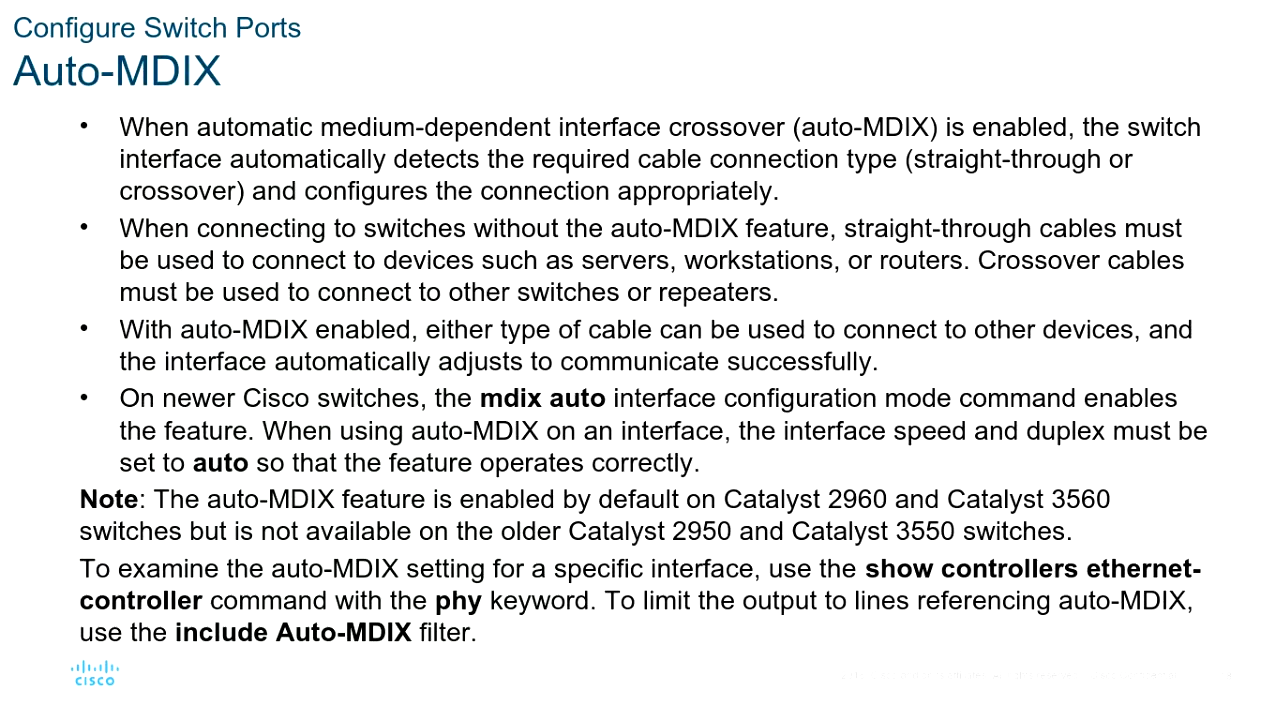 Configure Switch Ports
Auto-MDIX
• When automatic medium-dependent interface crossover (auto-MDIX) is enabled, the switch
interface automatically detects the required cable connection type (straight-through or
crossover) and configures the connection appropriately.
• When connecting to switches without the auto-MDIX feature, straight-through cables must
be used to connect to devices such as servers, workstations, or routers. Crossover cables
must be used to connect to other switches or repeaters.
• With auto-MDIX enabled, either type of cable can be used to connect to other devices, and
the interface automatically adjusts to communicate successfully.
• On newer Cisco switches, the mdix auto interface configuration mode command enables
the feature. When using auto-MDIX on an interface, the interface speed and duplex must be
set to auto so that the feature operates correctly.
Note: The auto-MDIX feature is enabled by default on Catalyst 2960 and Catalyst 3560
switches but is not available on the older Catalyst 2950 and Catalyst 3550 switches.
To examine the auto-MDIX setting for a specific interface, use the show controllers ethernet-
controller command with the phy keyword. To limit the output to lines referencing auto-MDIX,
use the include Auto-MDIX filter.
CISCO